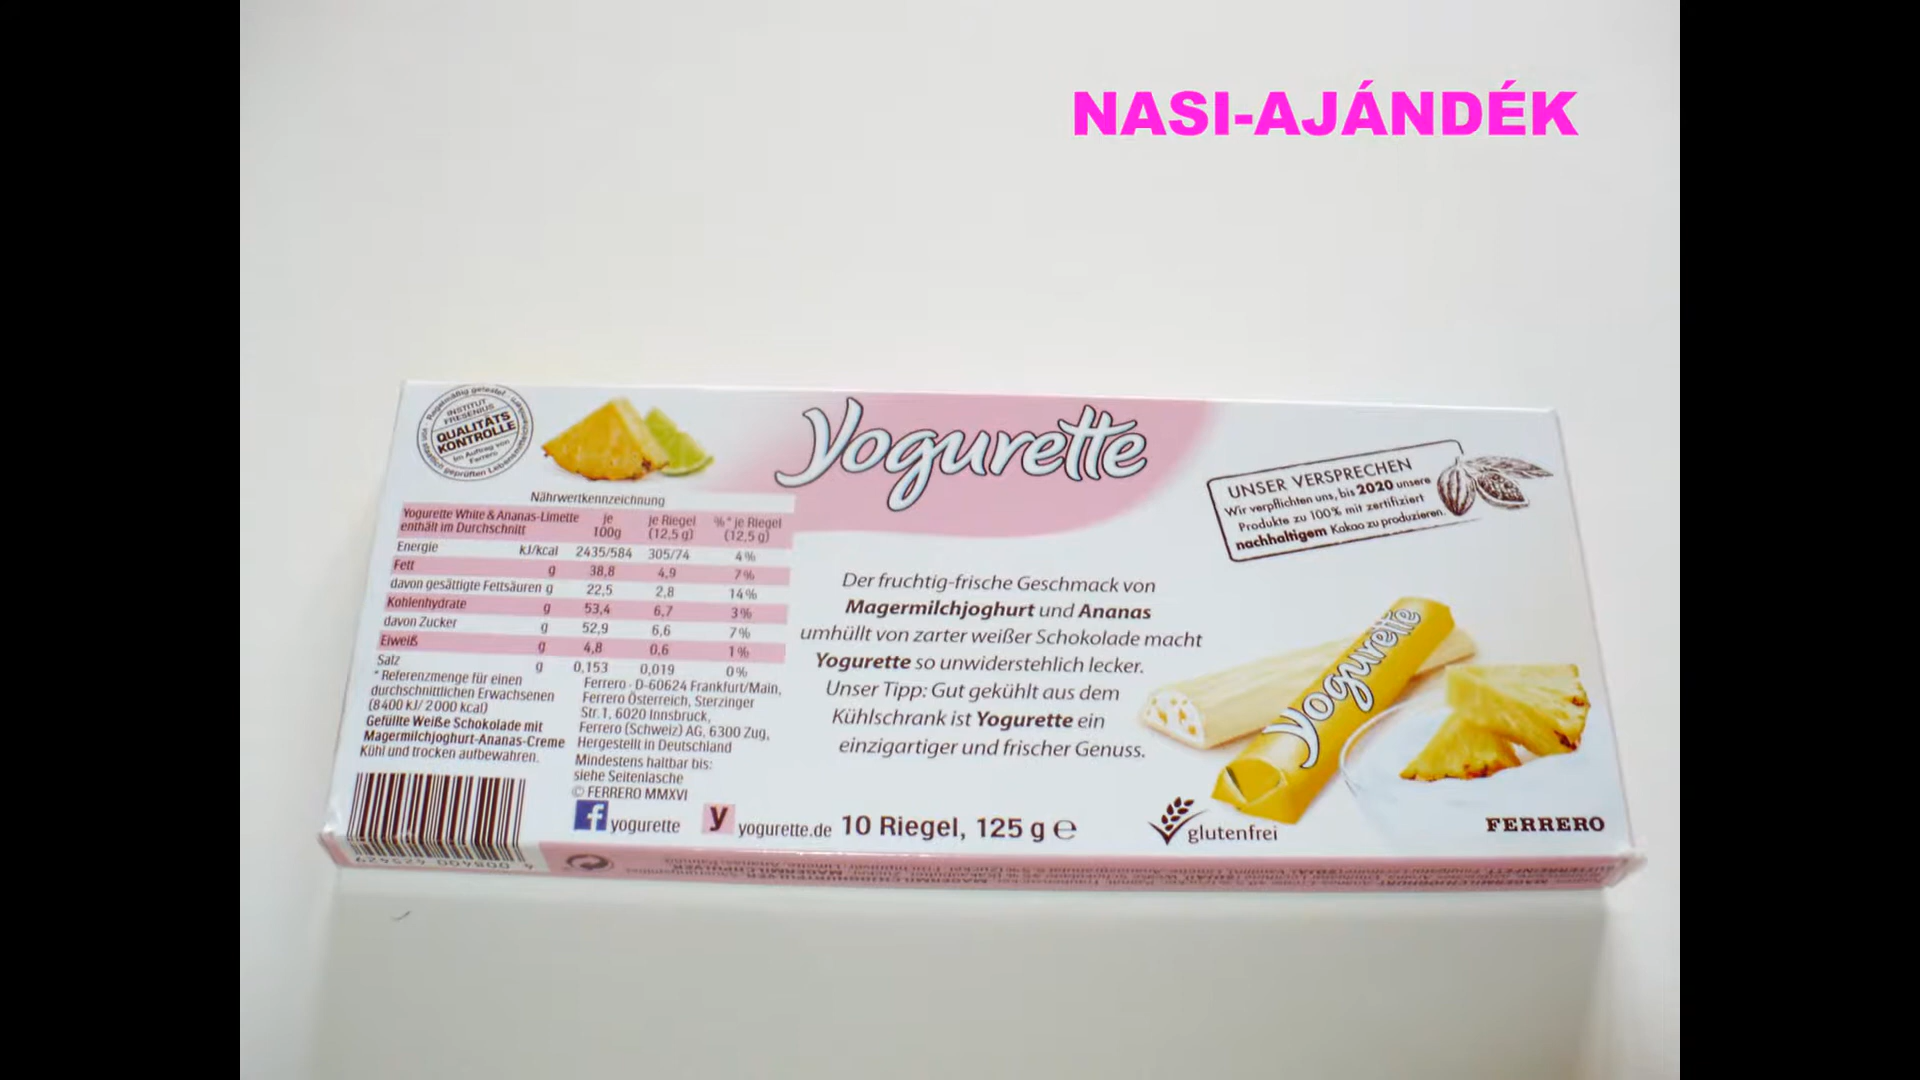 NASI-AJÁNDÉK
Regelmäßig getestet
INSTITUT
FRESENIUS
QUALITÄTS
KONTROLLE
Im Auftrag von
Ferrero
Yogurette
UNSER VERSPRECHEN
Wir verpflichten uns, bis 2020 unsere
Produkte zu 100% mit zertifiziert
nachhaltigem Kakao zu produzieren.
Nährwertkennzeichnung
Yogurette White & Ananas-Limette je je Riegel %* je Riegel
enthält im Durchschnitt 100g (12,5 g) (12,5 g)
Energie kJ/kcal 2435/584 305/74 4%
Fett g 38,8 4,9 7%
davon gesättigte Fettsäuren g 22,5 2,8 14%
Kohlenhydrate g 53,4 6,7 3%
davon Zucker g 52,9 6,6 7%
Eiweiß g 4,8 0,6 1%
Salz g 0,153 0,019 0%
*Referenzmenge für einen
durchschnittlichen Erwachsenen
(8400 kJ/ 2000 kcal)
Gefüllte Weiße Schokolade mit
Magermilchjoghurt-Ananas-Creme
Kühl und trocken aufbewahren.
Ferrero - D-60624 Frankfurt/Main,
Ferrero Österreich, Sterzinger
Str. 1, 6020 Innsbruck,
Ferrero (Schweiz) AG, 6300 Zug,
Hergestellt in Deutschland
Mindestens haltbar bis:
siehe Seitenlasche
© FERRERO MMXVI
Der fruchtig-frische Geschmack von
Magermilchjoghurt und Ananas
umhüllt von zarter weißer Schokolade macht
Yogurette so unwiderstehlich lecker.
Unser Tipp: Gut gekühlt aus dem
Kühlschrank ist Yogurette ein
einzigartiger und frischer Genuss.
Yogurette
f yogurette
y yogurette.de
10 Riegel, 125 g e
glutenfrei
FERRERO